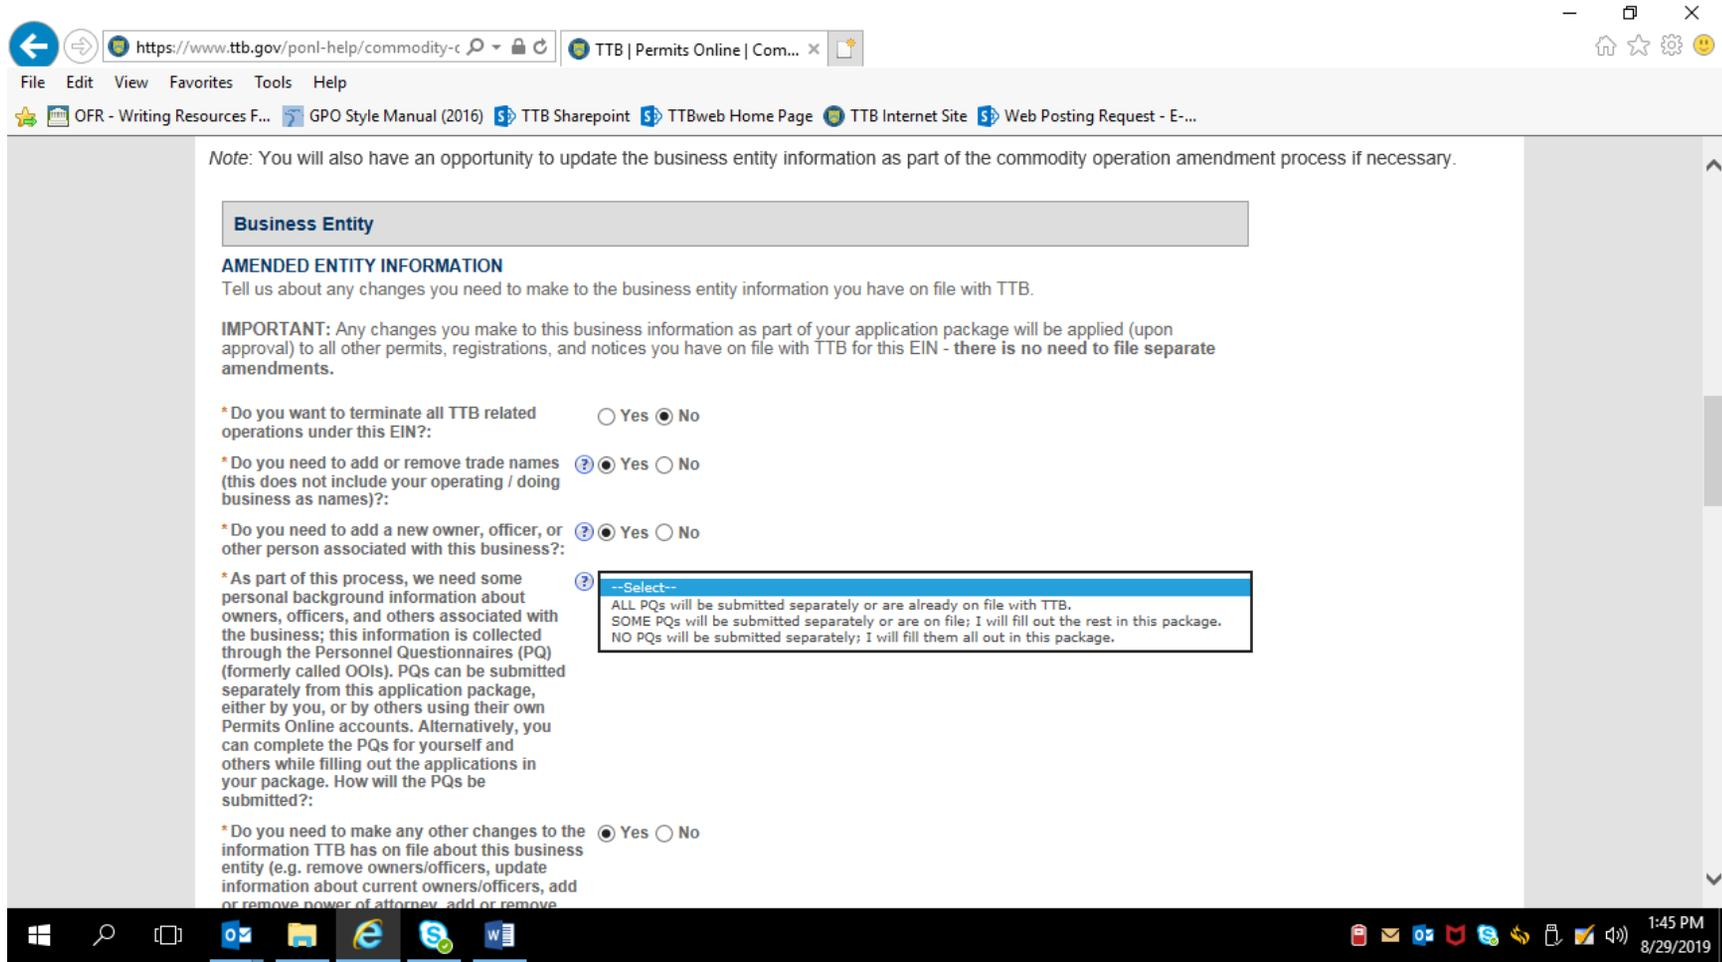 https://www.ttb.gov/ponl-help/commodity-c
TTB | Permits Online | Com...
File Edit View Favorites Tools Help
OFR - Writing Resources F... GPO Style Manual (2016) TTB Sharepoint TTBweb Home Page TTB Internet Site Web Posting Request - E-...
Note: You will also have an opportunity to update the business entity information as part of the commodity operation amendment process if necessary.
Business Entity
AMENDED ENTITY INFORMATION
Tell us about any changes you need to make to the business entity information you have on file with TTB.
IMPORTANT: Any changes you make to this business information as part of your application package will be applied (upon
approval) to all other permits, registrations, and notices you have on file with TTB for this EIN - there is no need to file separate
amendments.
* Do you want to terminate all TTB related
operations under this EIN?:
Yes No
* Do you need to add or remove trade names
(this does not include your operating / doing
business as names)?:
? Yes No
* Do you need to add a new owner, officer, or
other person associated with this business?:
? Yes No
* As part of this process, we need some
personal background information about
owners, officers, and others associated with
the business; this information is collected
through the Personnel Questionnaires (PQ)
(formerly called OOIs). PQs can be submitted
separately from this application package,
either by you, or by others using their own
Permits Online accounts. Alternatively, you
can complete the PQs for yourself and
others while filling out the applications in
your package. How will the PQs be
submitted?:
?
--Select--
ALL PQs will be submitted separately or are already on file with TTB.
SOME PQs will be submitted separately or are on file; I will fill out the rest in this package.
NO PQs will be submitted separately; I will fill them all out in this package.
* Do you need to make any other changes to the
information TTB has on file about this business
entity (e.g. remove owners/officers, update
information about current owners/officers, add
or remove power of attorney, add or remove
Yes No
1:45 PM
8/29/2019